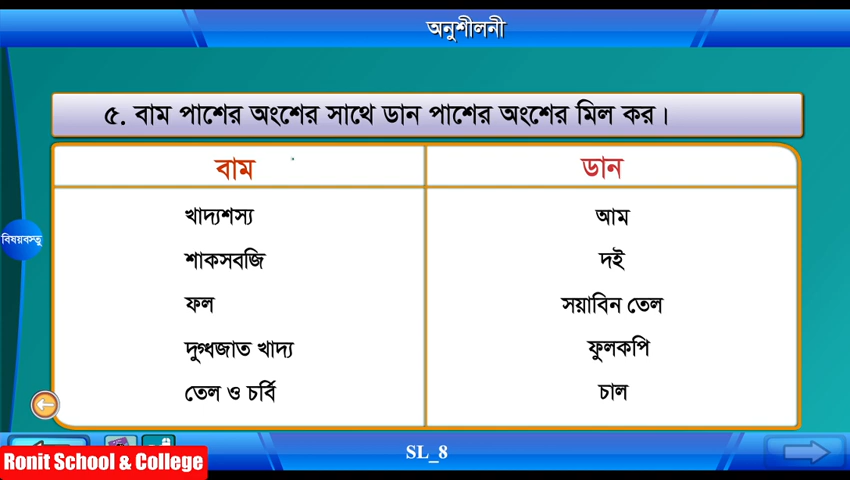 অনুশীলনী
৫. বাম পাশের অংশের সাথে ডান পাশের অংশের মিল কর।
বাম ডান
খাদ্যশস্য আম
শাকসবজি দই
ফল সয়াবিন তেল
দুগ্ধজাত খাদ্য ফুলকপি
তেল ও চর্বি চাল
বিষয়বস্তু
Ronit School & College
SL_8